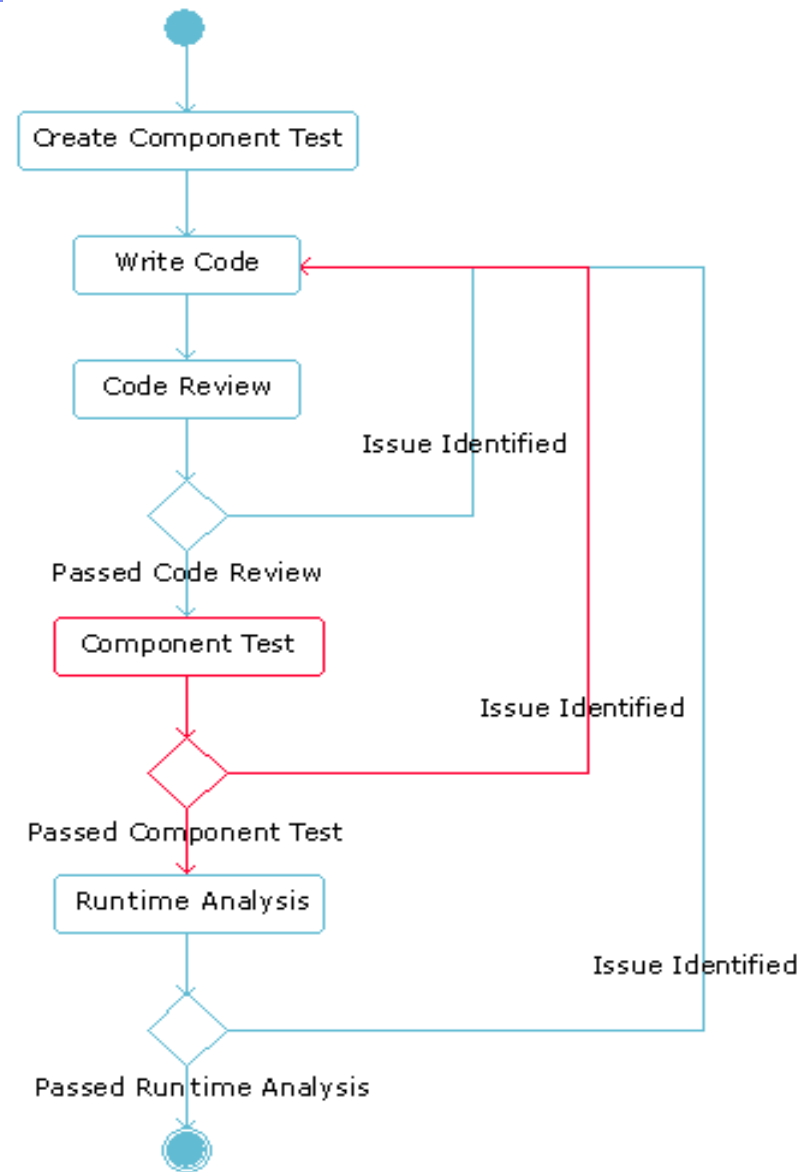 Create Component Test
Write Code
Code Review
Issue Identified
Passed Code Review
Component Test
Issue Identified
Passed Component Test
Runtime Analysis
Issue Identified
Passed Runtime Analysis